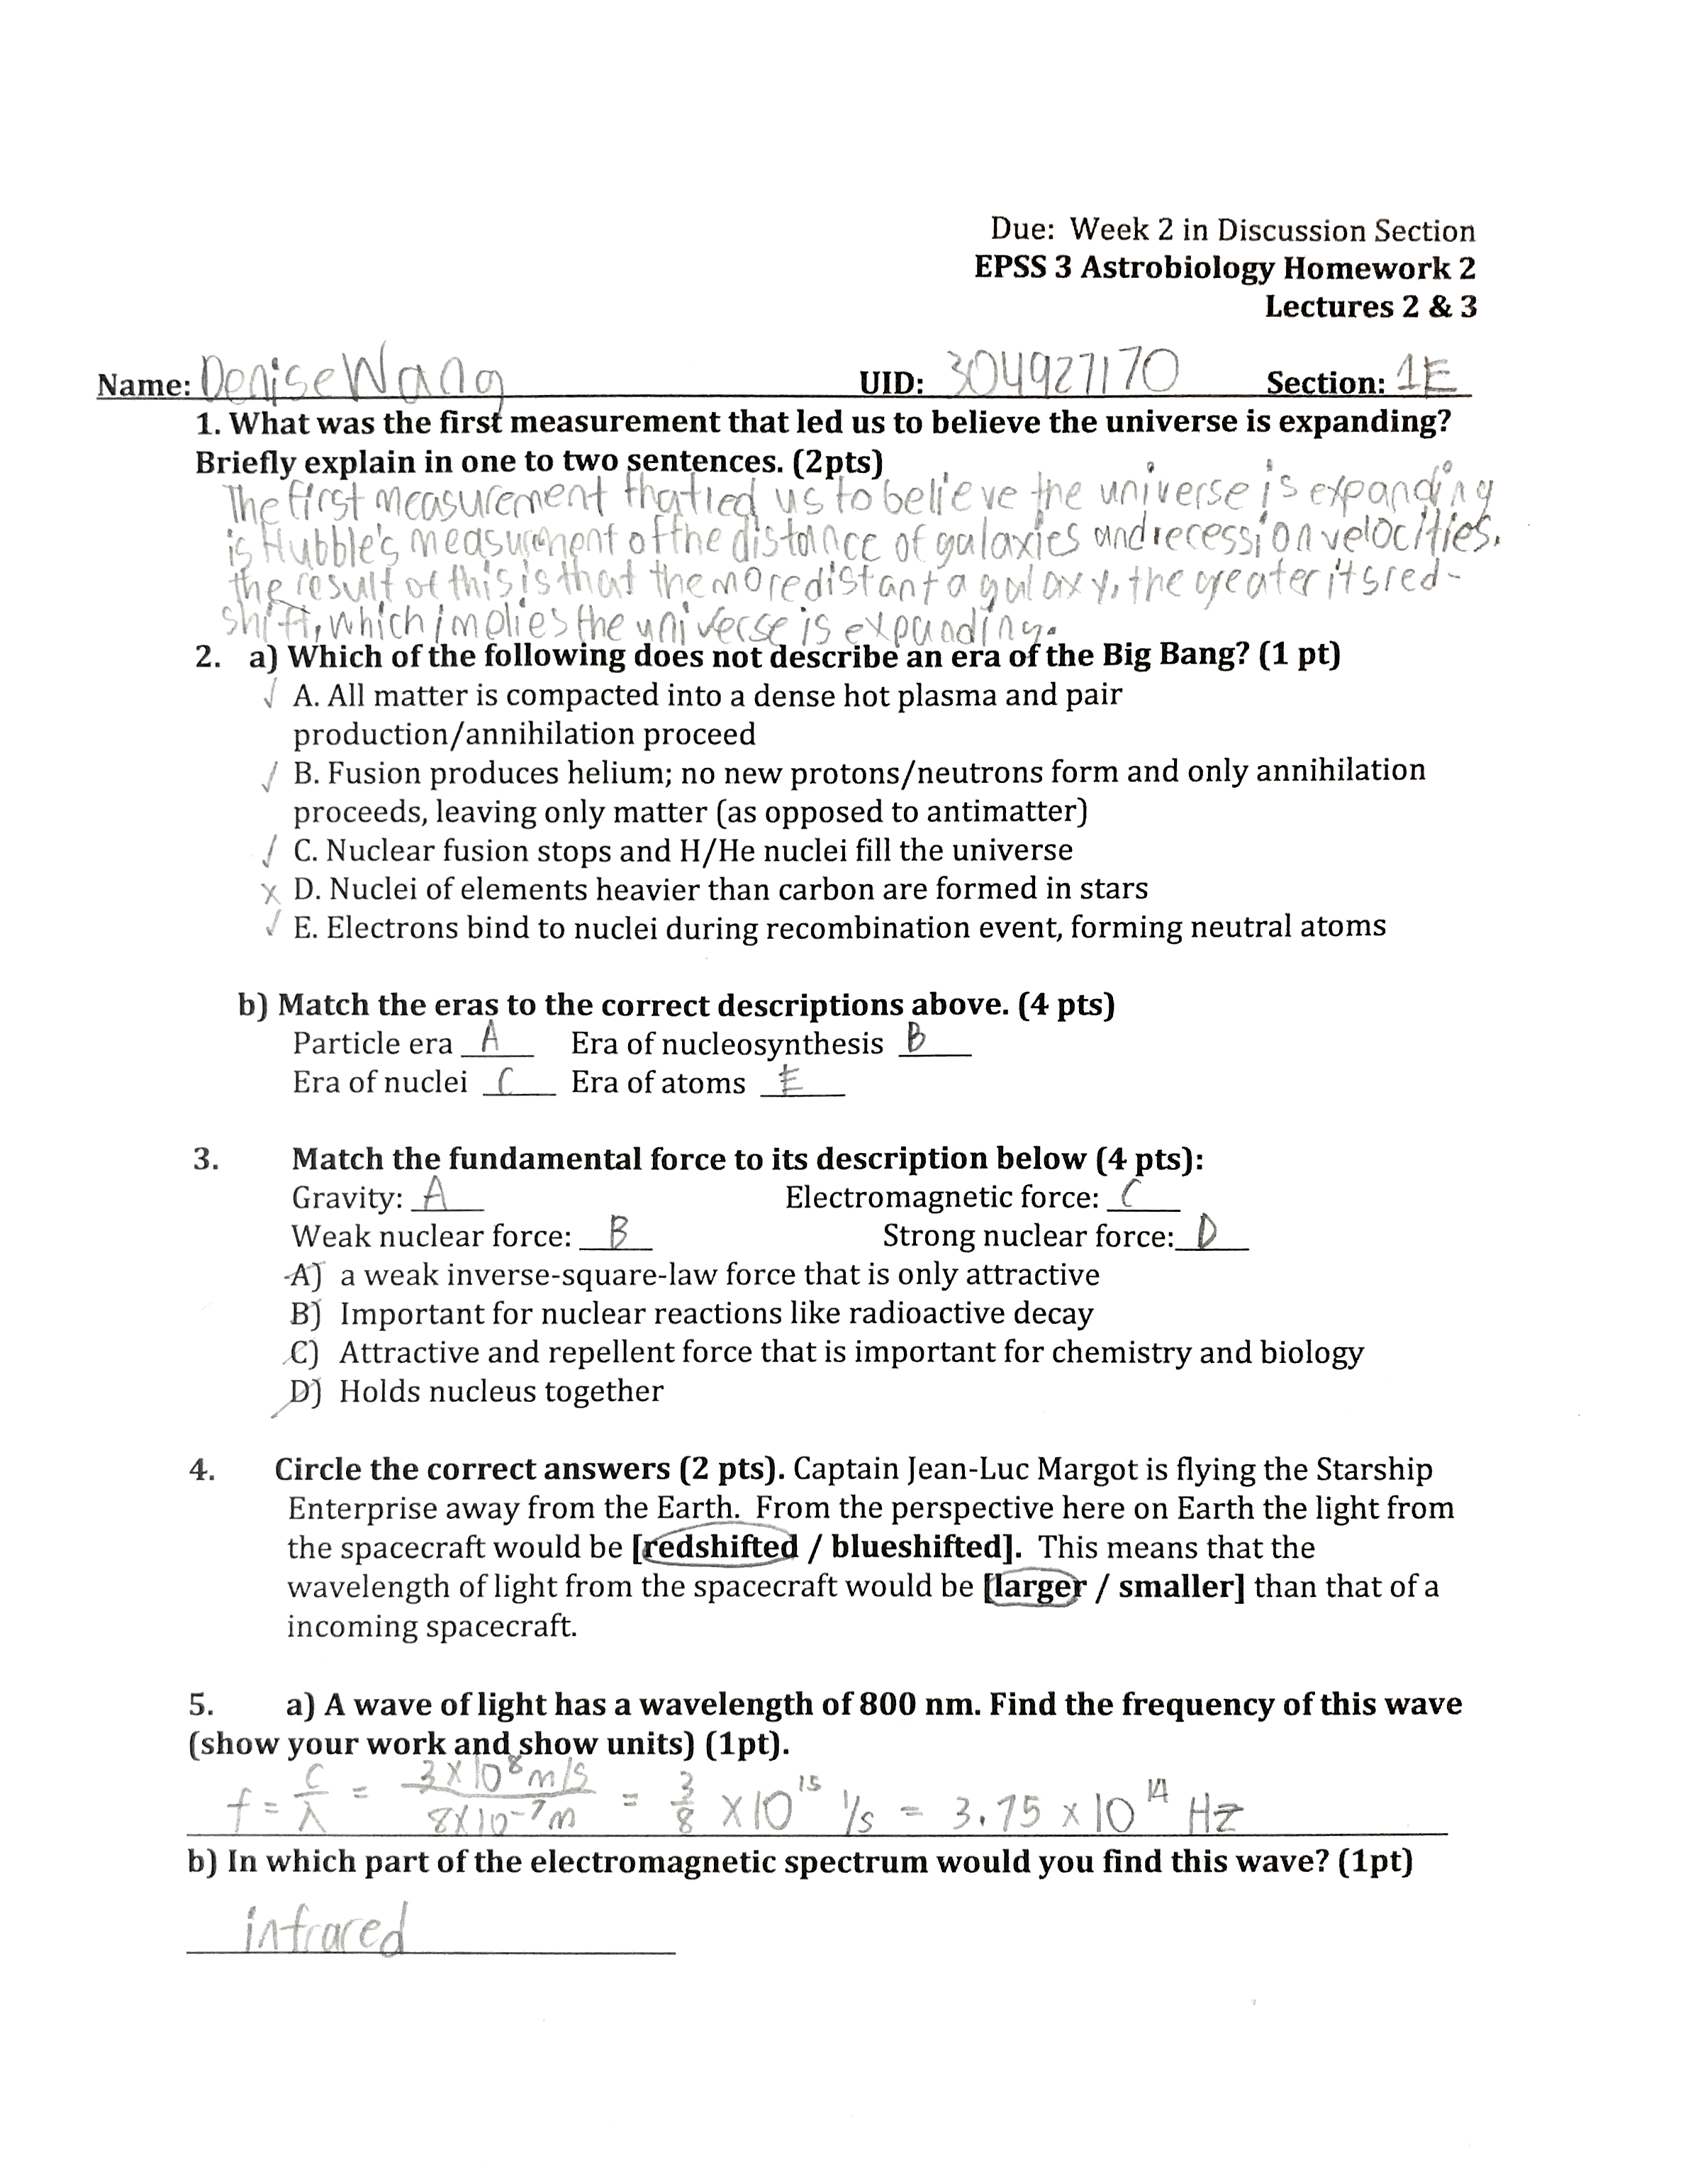 Due: Week 2 in Discussion Section
EPSS 3 Astrobiology Homework 2
Lectures 2 & 3
Name: Denise Wang UID: 304927170 Section: 1E
1. What was the first measurement that led us to believe the universe is expanding?
Briefly explain in one to two sentences. (2pts)
The first measurement that led us to believe the universe is expanding
is Hubble's measurment of the distance of galaxies and recession velocities.
the result of this is that the more distant a galaxy, the greater its red-
shift, which implies the universe is expanding.
2. a) Which of the following does not describe an era of the Big Bang? (1 pt)
✓ A. All matter is compacted into a dense hot plasma and pair
production/annihilation proceed
✓ B. Fusion produces helium; no new protons/neutrons form and only annihilation
proceeds, leaving only matter (as opposed to antimatter)
✓ C. Nuclear fusion stops and H/He nuclei fill the universe
X D. Nuclei of elements heavier than carbon are formed in stars
✓ E. Electrons bind to nuclei during recombination event, forming neutral atoms
b) Match the eras to the correct descriptions above. (4 pts)
Particle era A Era of nucleosynthesis B
Era of nuclei C Era of atoms E
3. Match the fundamental force to its description below (4 pts):
Gravity: A Electromagnetic force: C
Weak nuclear force: B Strong nuclear force: D
A) a weak inverse-square-law force that is only attractive
B) Important for nuclear reactions like radioactive decay
C) Attractive and repellent force that is important for chemistry and biology
D) Holds nucleus together
4. Circle the correct answers (2 pts). Captain Jean-Luc Margot is flying the Starship
Enterprise away from the Earth. From the perspective here on Earth the light from
the spacecraft would be [redshifted / blueshifted]. This means that the
wavelength of light from the spacecraft would be [larger / smaller] than that of a
incoming spacecraft.
5. a) A wave of light has a wavelength of 800 nm. Find the frequency of this wave
(show your work and show units) (1pt).
f = c/λ = 3×10⁸ m/s / 8×10⁻⁷ m = 3/8 ×10¹⁵ 1/s = 3.75 × 10¹⁴ Hz
b) In which part of the electromagnetic spectrum would you find this wave? (1pt)
infrared